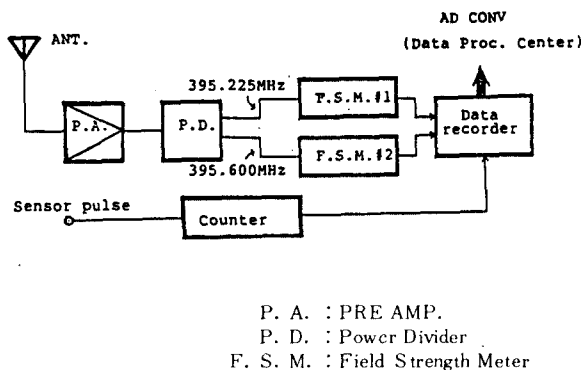 AD CONV
(Data Proc. Center)
ANT.
395.225MHz
P.A.
P.D.
F.S.M.#1
F.S.M.#2
Data
recorder
395.600MHz
Sensor pulse
Counter
P. A. : PRE AMP.
P. D. : Power Divider
F. S. M. : Field Strength Meter